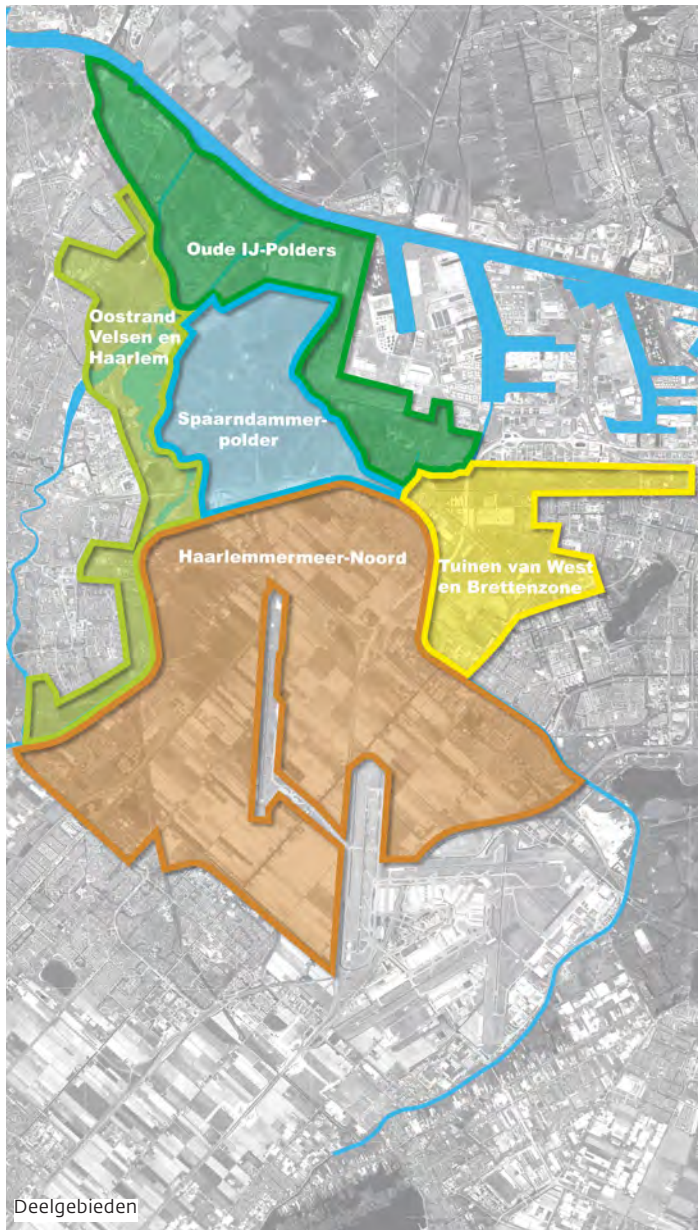 Oude IJ-Polders
Oostrand
Velsen en
Haarlem
Spaarndammer-
polder
Haarlemmermeer-Noord
Tuinen van West
en Brettenzone
Deelgebieden